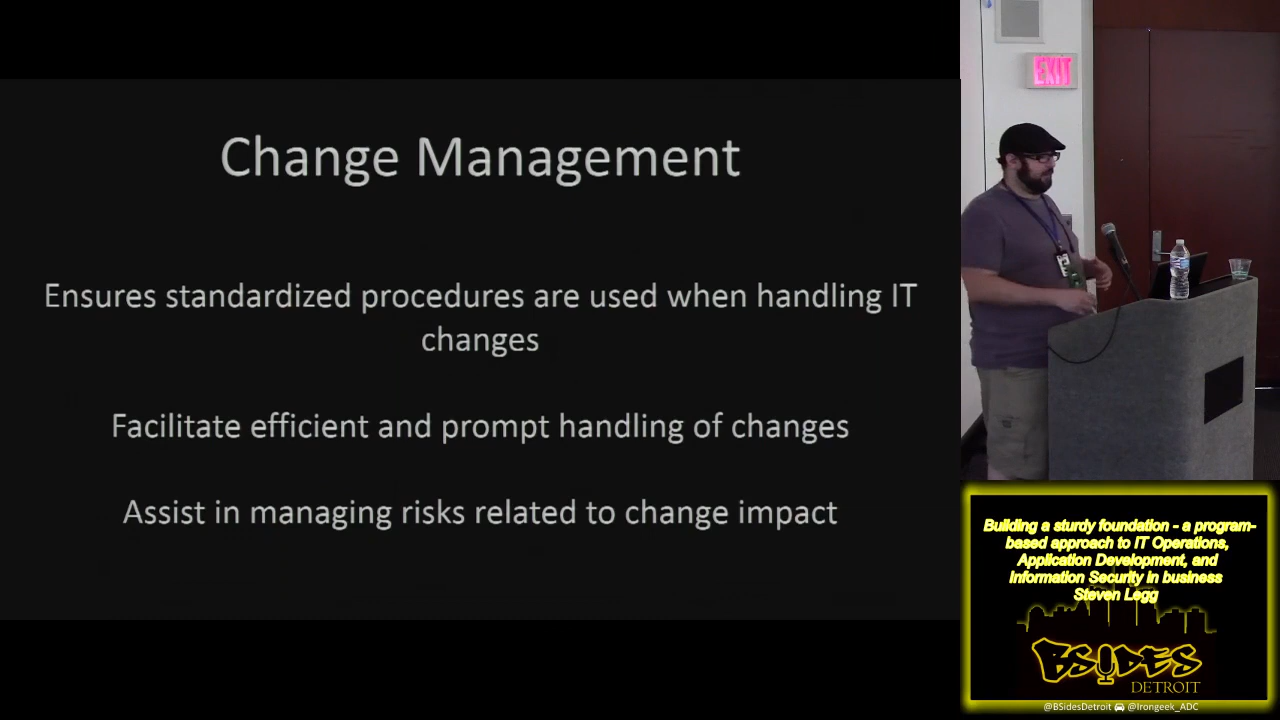 Change Management
Ensures standardized procedures are used when handling IT
changes
Facilitate efficient and prompt handling of changes
Assist in managing risks related to change impact
EXIT
Building a sturdy foundation - a program-
based approach to IT Operations,
Application Development, and
Information Security in business
Steven Legg
BSIDES
DETROIT
@BSidesDetroit @Irongeek_ADC